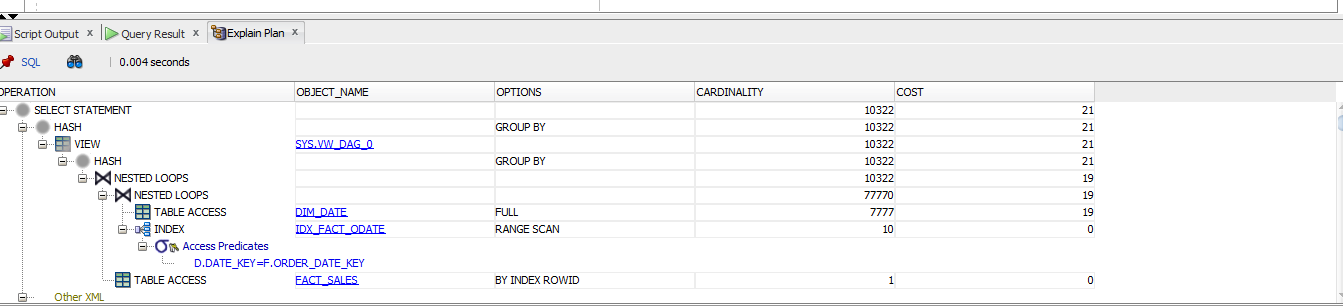 Script Output x Query Result x Explain Plan x
SQL 0.004 seconds
OPERATION OBJECT_NAME OPTIONS CARDINALITY COST
SELECT STATEMENT 10322 21
HASH GROUP BY 10322 21
VIEW SYS.VW_DAG_0 10322 21
HASH GROUP BY 10322 21
NESTED LOOPS 10322 19
NESTED LOOPS 77770 19
TABLE ACCESS DIM_DATE FULL 7777 19
INDEX IDX_FACT_ODATE RANGE SCAN 10 0
Access Predicates
D.DATE_KEY=F.ORDER_DATE_KEY
TABLE ACCESS FACT_SALES BY INDEX ROWID 1 0
Other XML